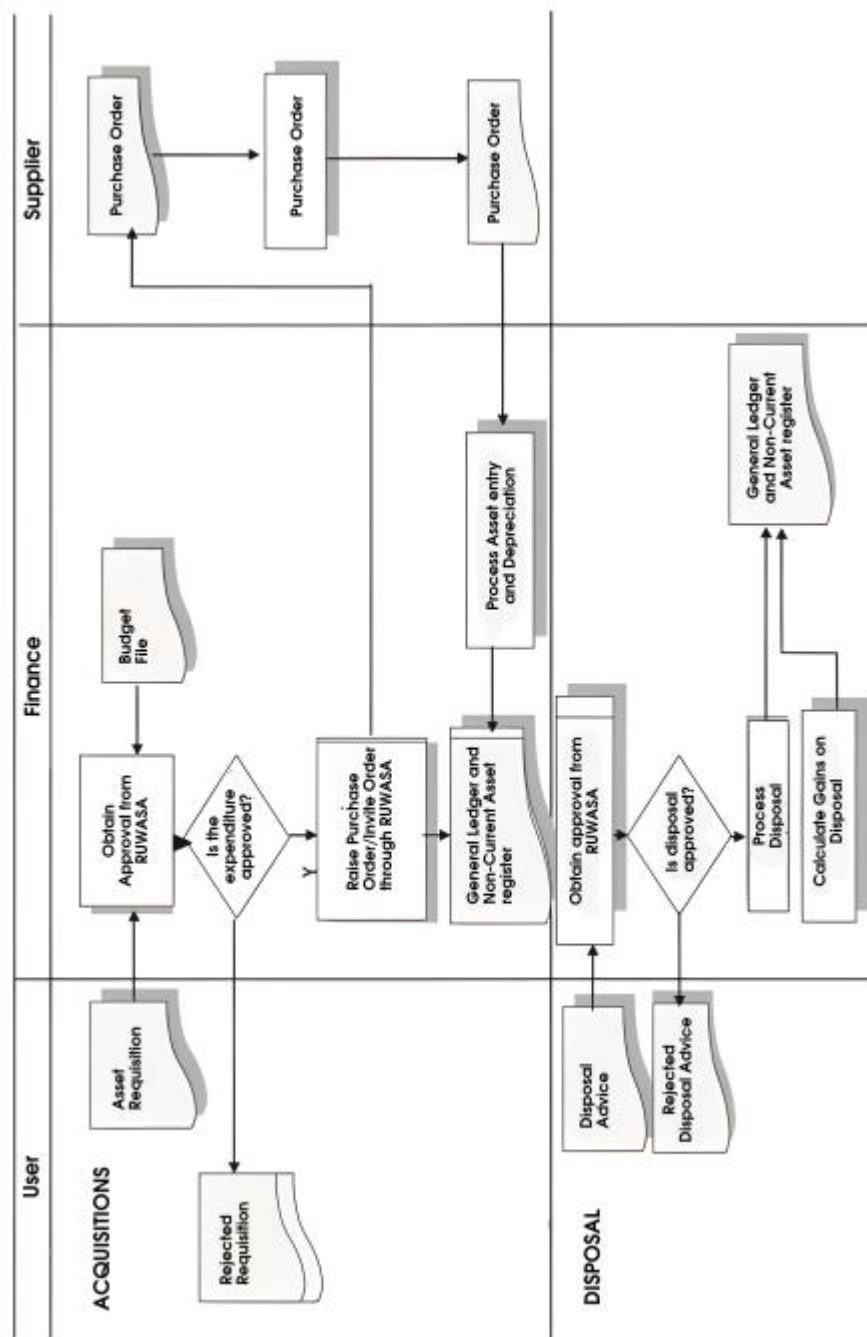 User
Finance
Supplier
ACQUISITIONS
Asset
Requisition
Obtain
Approval from
RUWASA
Budget
File
Purchase Order
Is the
expenditure
approved?
Rejected
Requisition
Y
Raise Purchase
Order/Invite Order
through RUWASA
Purchase Order
General Ledger and
Non-Current Asset
register
Process Asset entry
and Depreciation
Purchase Order
DISPOSAL
Disposal
Advice
Obtain approval from
RUWASA
Rejected
Disposal Advice
Is disposal
approved?
Process
Disposal
Calculate Gains on
Disposal
General Ledger
and Non-Current
Asset register